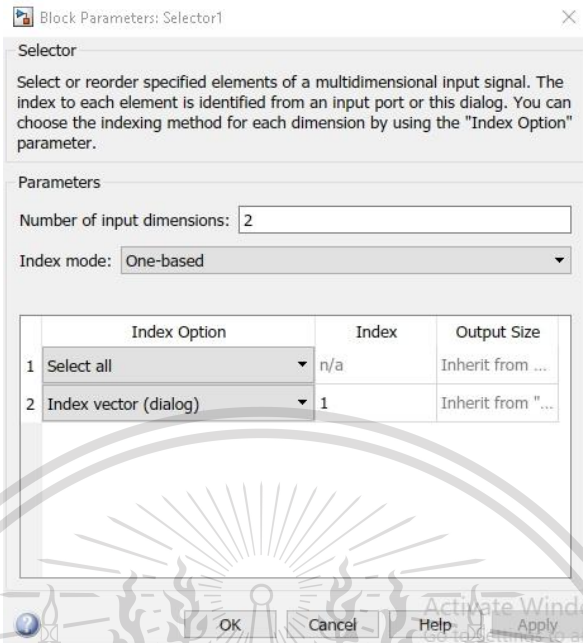 Block Parameters: Selector1
Selector
Select or reorder specified elements of a multidimensional input signal. The
index to each element is identified from an input port or this dialog. You can
choose the indexing method for each dimension by using the "Index Option"
parameter.
Parameters
Number of input dimensions: 2
Index mode: One-based
Index Option Index Output Size
1 Select all n/a Inherit from ...
2 Index vector (dialog) 1 Inherit from "...
Activate Wind
OK Cancel Help Apply